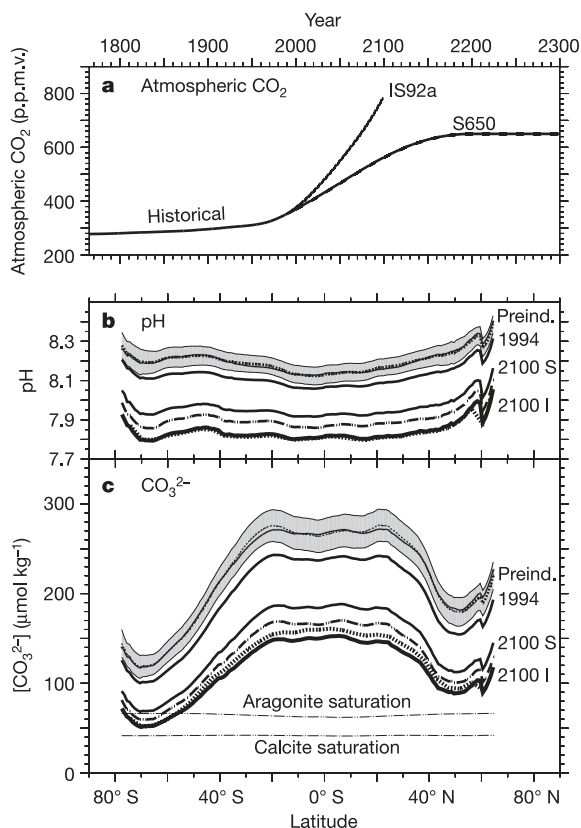 Year
1800 1900 2000 2100 2200 2300
a Atmospheric CO₂
Atmospheric CO₂ (p.p.m.v.)
800
600
400
200
IS92a
S650
Historical
b pH
pH
8.3
8.1
7.9
7.7
Preind.
1994
2100 S
2100 I
c CO₃²⁻
[CO₃²⁻] (μmol kg⁻¹)
300
200
100
0
Preind.
1994
2100 S
2100 I
Aragonite saturation
Calcite saturation
80° S 40° S 0° S 40° N 80° N
Latitude